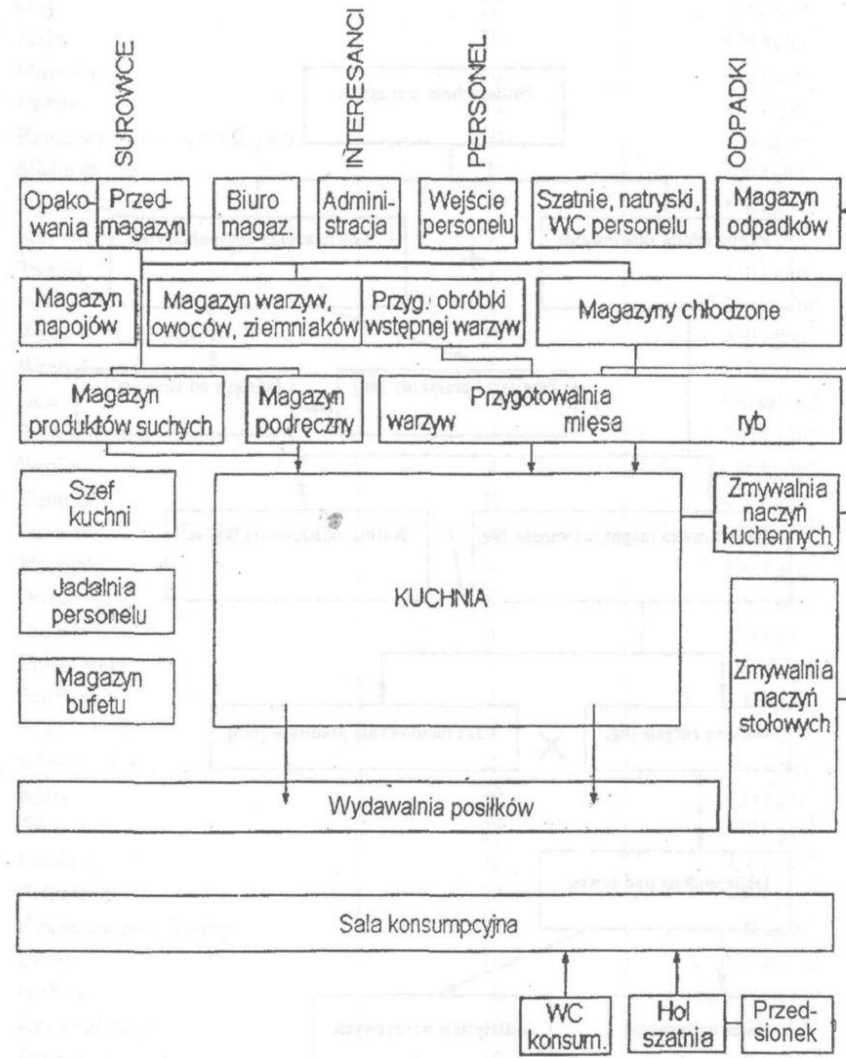 SUROWCE
INTERESANCI
PERSONEL
ODPADKI
Opako-
wania
Przed-
magazyn
Biuro
magaz.
Admini-
stracja
Wejście
personelu
Szatnie, natryski,
WC personelu
Magazyn
odpadków
Magazyn
napojów
Magazyn warzyw,
owoców, ziemniaków
Przyg. obróbki
wstępnej warzyw
Magazyny chłodzone
Magazyn
produktów suchych
Magazyn
podręczny
Przygotowalnia
warzyw mięsa ryb
Szef
kuchni
KUCHNIA
Zmywalnia
naczyń
kuchennych
Jadalnia
personelu
Magazyn
bufetu
Zmywalnia
naczyń
stołowych
Wydawalnia posiłków
Sala konsumpcyjna
WC
konsum.
Hol
szatnia
Przed-
sionek